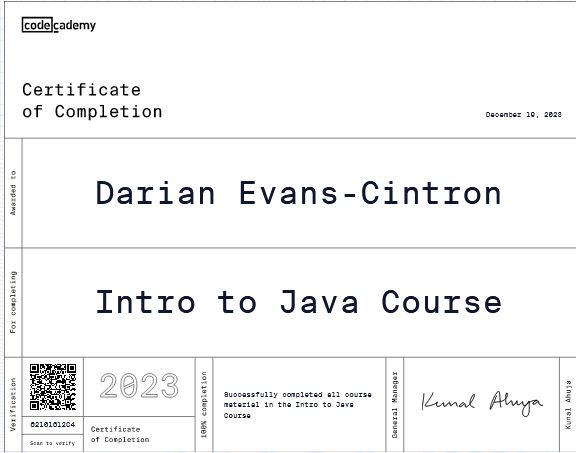 codecademy
Certificate
of Completion
December 19, 2023
Awarded to
Darian Evans-Cintron
For completing
Intro to Java Course
Verification
6210161204
Scan to verify
2023
Certificate
of Completion
100% completion
Successfully completed all course
material in the Intro to Java
Course
General Manager
Kunal Ahuja
Kunal Ahuja